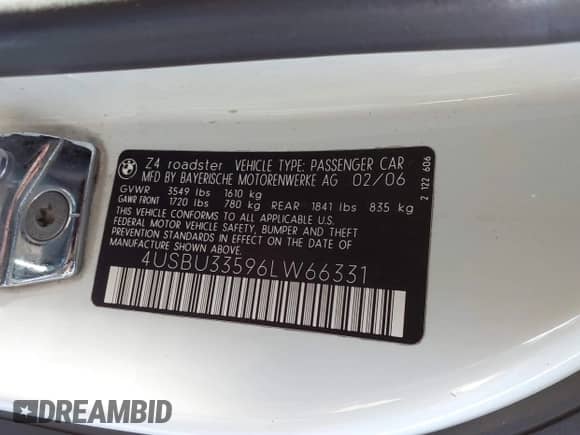 Z4 roadster VEHICLE TYPE: PASSENGER CAR
MFD BY BAYERISCHE MOTORENWERKE AG 02/06
GVWR 3549 lbs 1610 kg
GAWR FRONT 1720 lbs 780 kg REAR 1841 lbs 835 kg
THIS VEHICLE CONFORMS TO ALL APPLICABLE U.S.
FEDERAL MOTOR VEHICLE SAFETY, BUMPER AND THEFT
PREVENTION STANDARDS IN EFFECT ON THE DATE OF
MANUFACTURE SHOWN ABOVE.
4USBU33596LW66331
2 122 606
DREAMBID